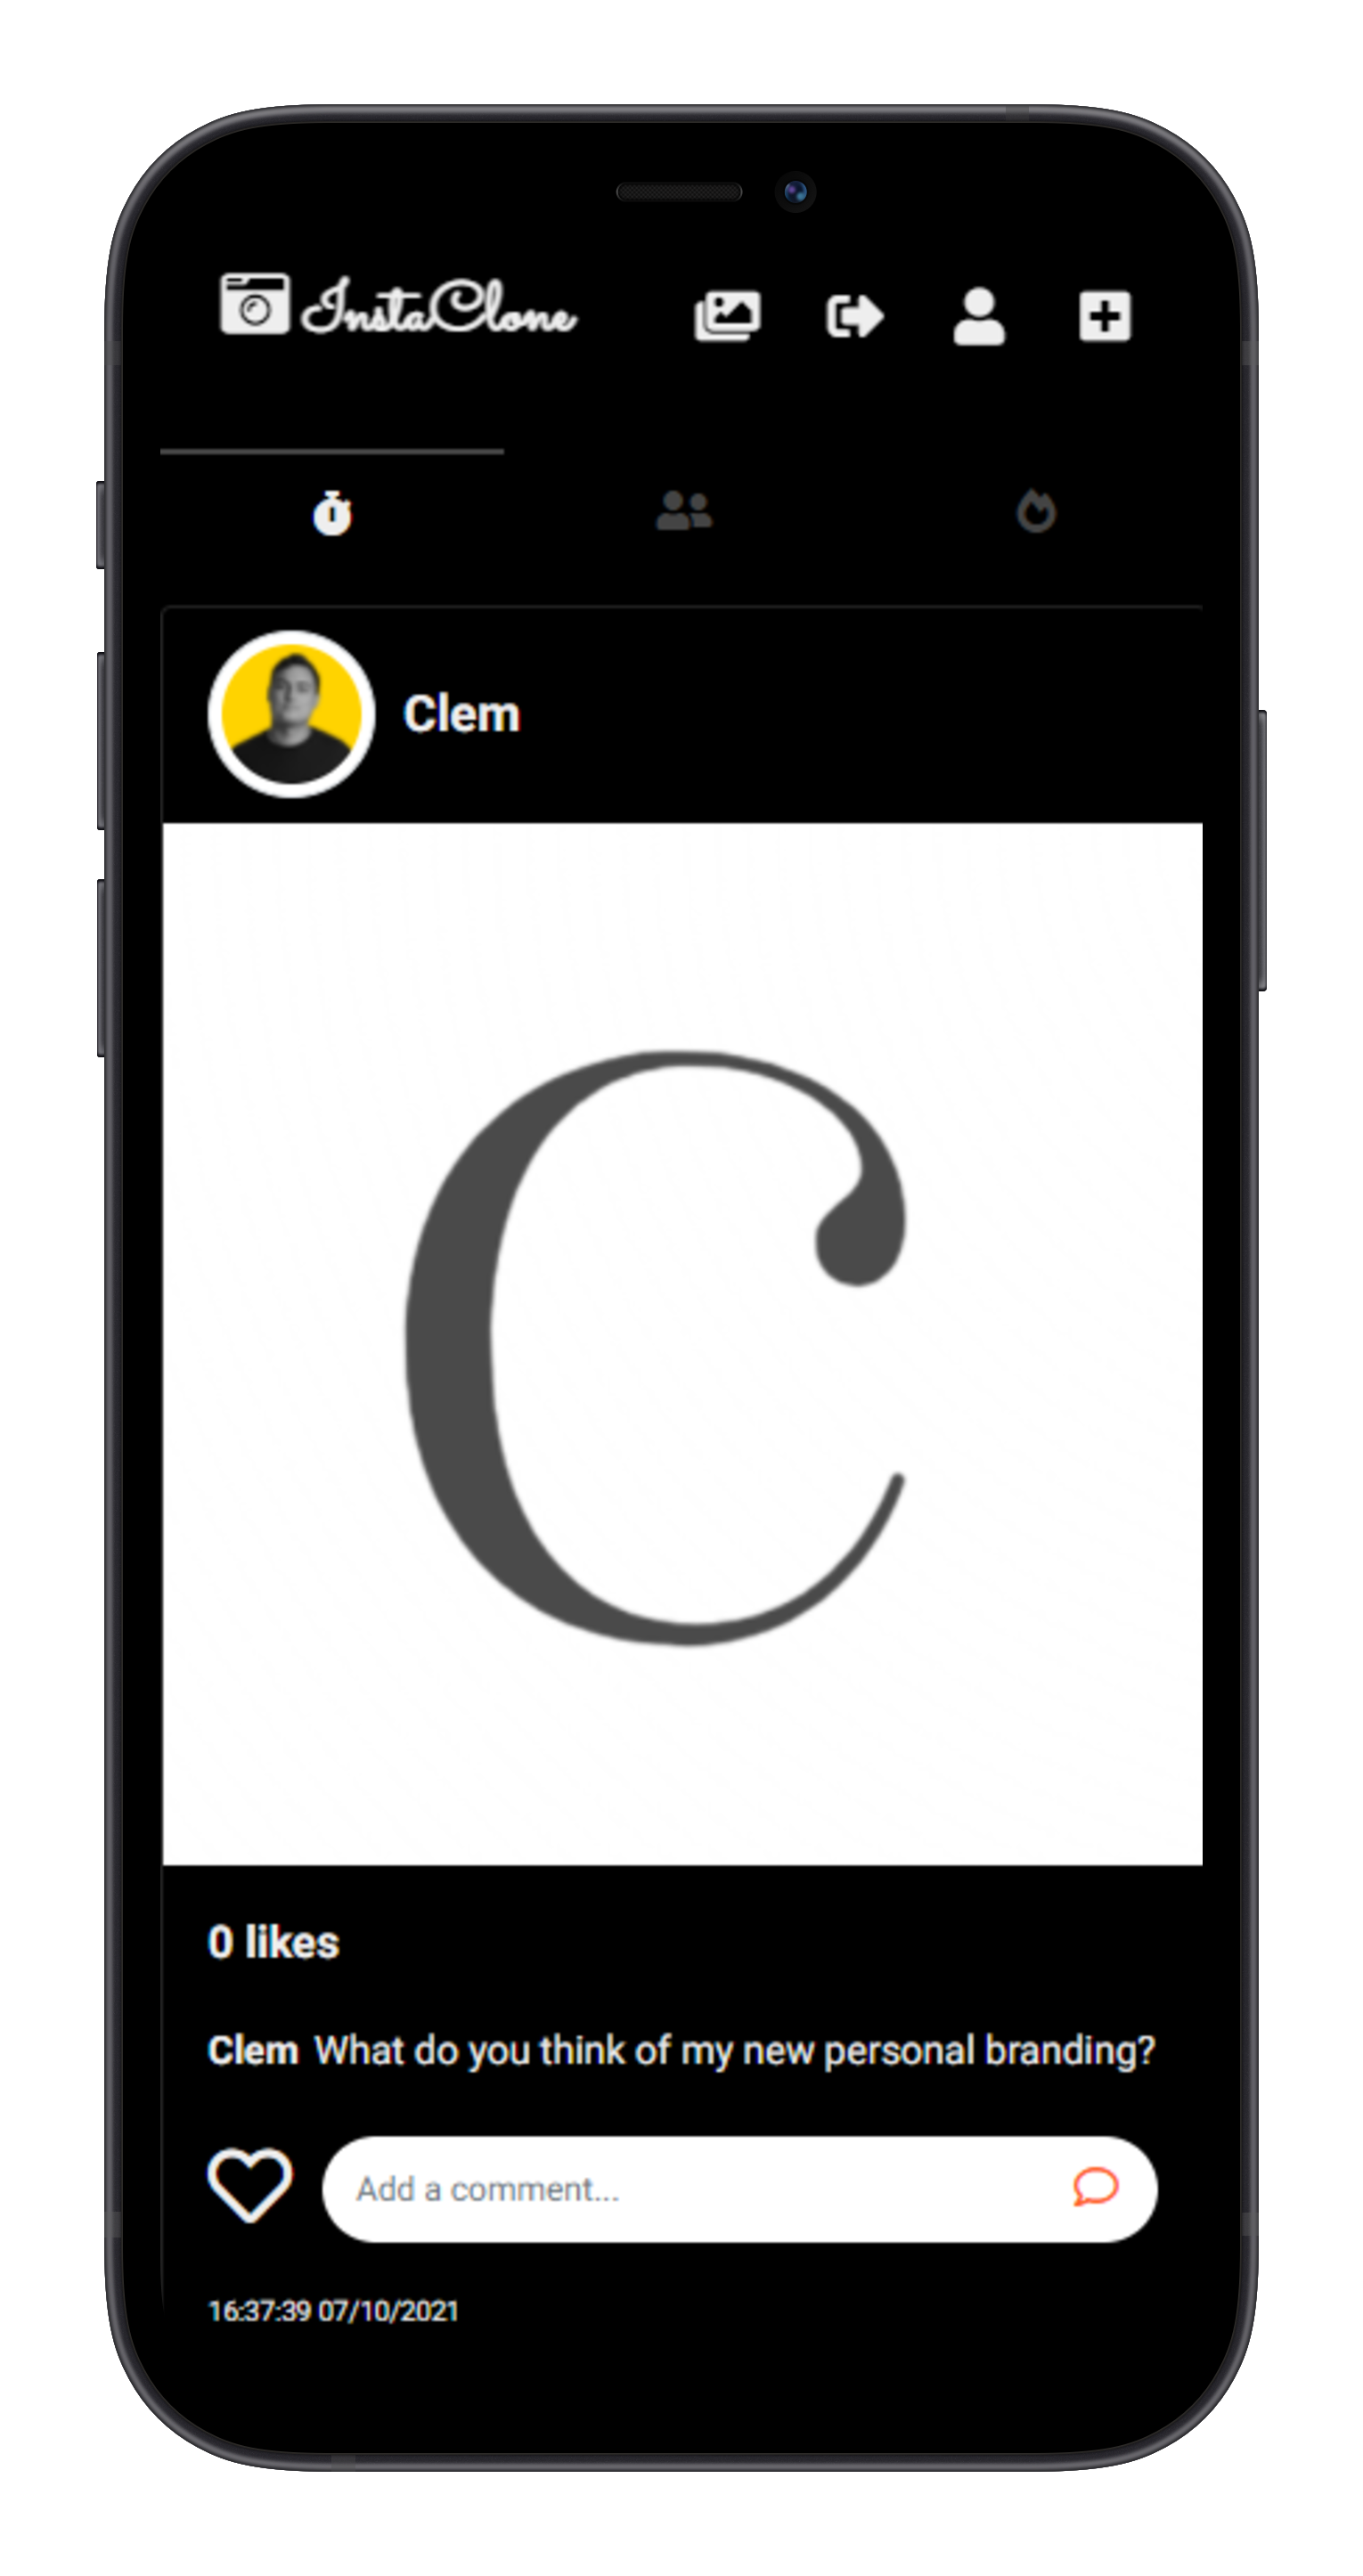 InstaClone
Clem
C
0 likes
Clem What do you think of my new personal branding?
Add a comment...
16:37:39 07/10/2021